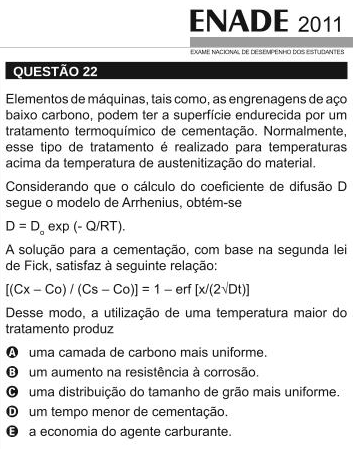 ENADE 2011
EXAME NACIONAL DE DESEMPENHO DOS ESTUDANTES
QUESTÃO 22
Elementos de máquinas, tais como, as engrenagens de aço
baixo carbono, podem ter a superfície endurecida por um
tratamento termoquímico de cementação. Normalmente,
esse tipo de tratamento é realizado para temperaturas
acima da temperatura de austenitização do material.
Considerando que o cálculo do coeficiente de difusão D
segue o modelo de Arrhenius, obtém-se
D = D₀ exp (- Q/RT).
A solução para a cementação, com base na segunda lei
de Fick, satisfaz à seguinte relação:
[(Cx – Co) / (Cs – Co)] = 1 – erf [x/(2√Dt)]
Desse modo, a utilização de uma temperatura maior do
tratamento produz
A uma camada de carbono mais uniforme.
B um aumento na resistência à corrosão.
C uma distribuição do tamanho de grão mais uniforme.
D um tempo menor de cementação.
E a economia do agente carburante.